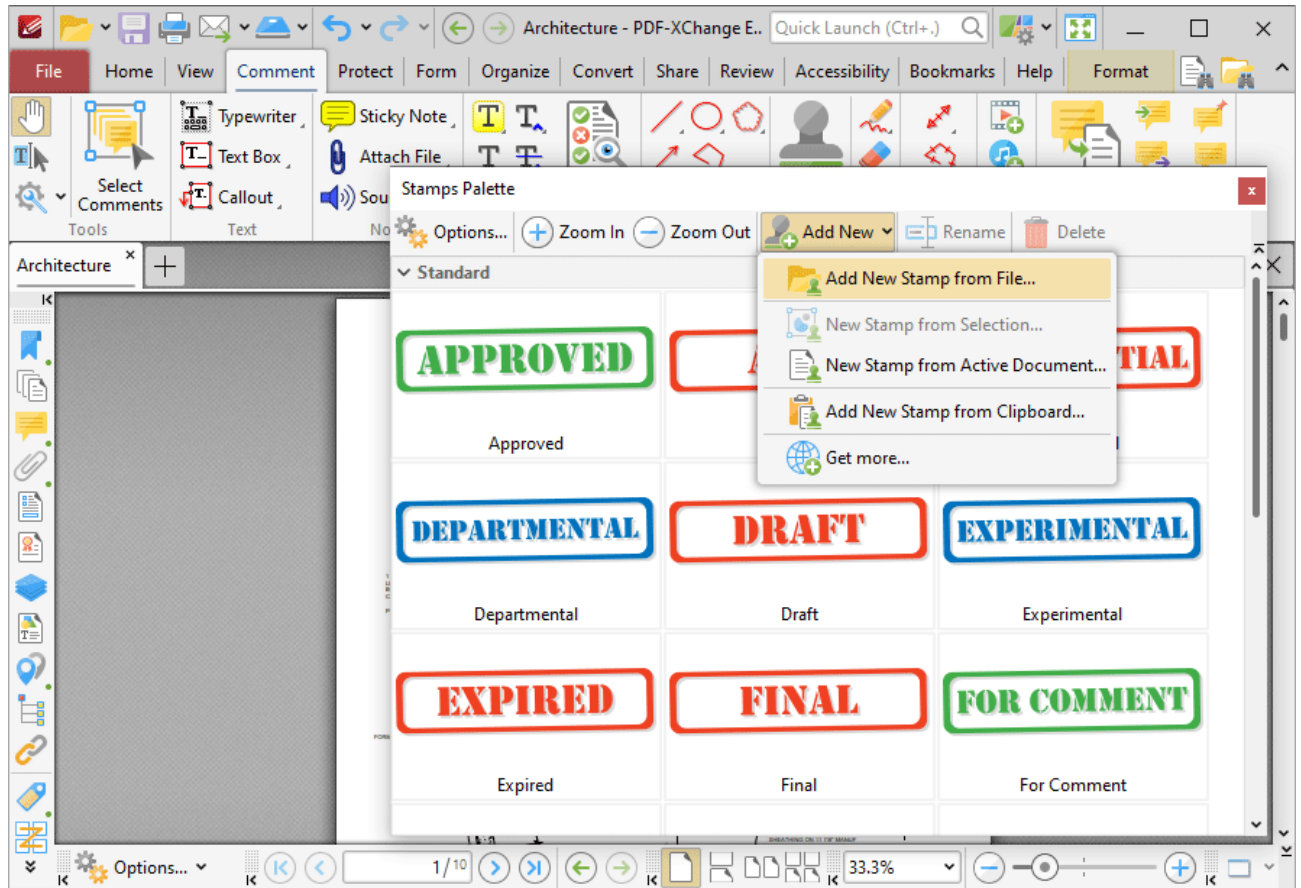 Architecture - PDF-XChange E..
Quick Launch (Ctrl+.)
File Home View Comment Protect Form Organize Convert Share Review Accessibility Bookmarks Help Format
Typewriter
Sticky Note
Text Box
Attach File
Select
Comments
Callout
Sou
Tools
Text
No
Stamps Palette
Options... Zoom In Zoom Out Add New Rename Delete
Architecture
Standard
Add New Stamp from File...
New Stamp from Selection...
New Stamp from Active Document...
Add New Stamp from Clipboard...
Get more...
APPROVED
TIAL
Approved
DEPARTMENTAL DRAFT EXPERIMENTAL
Departmental Draft Experimental
EXPIRED FINAL FOR COMMENT
Expired Final For Comment
Options... 1/10 33.3%